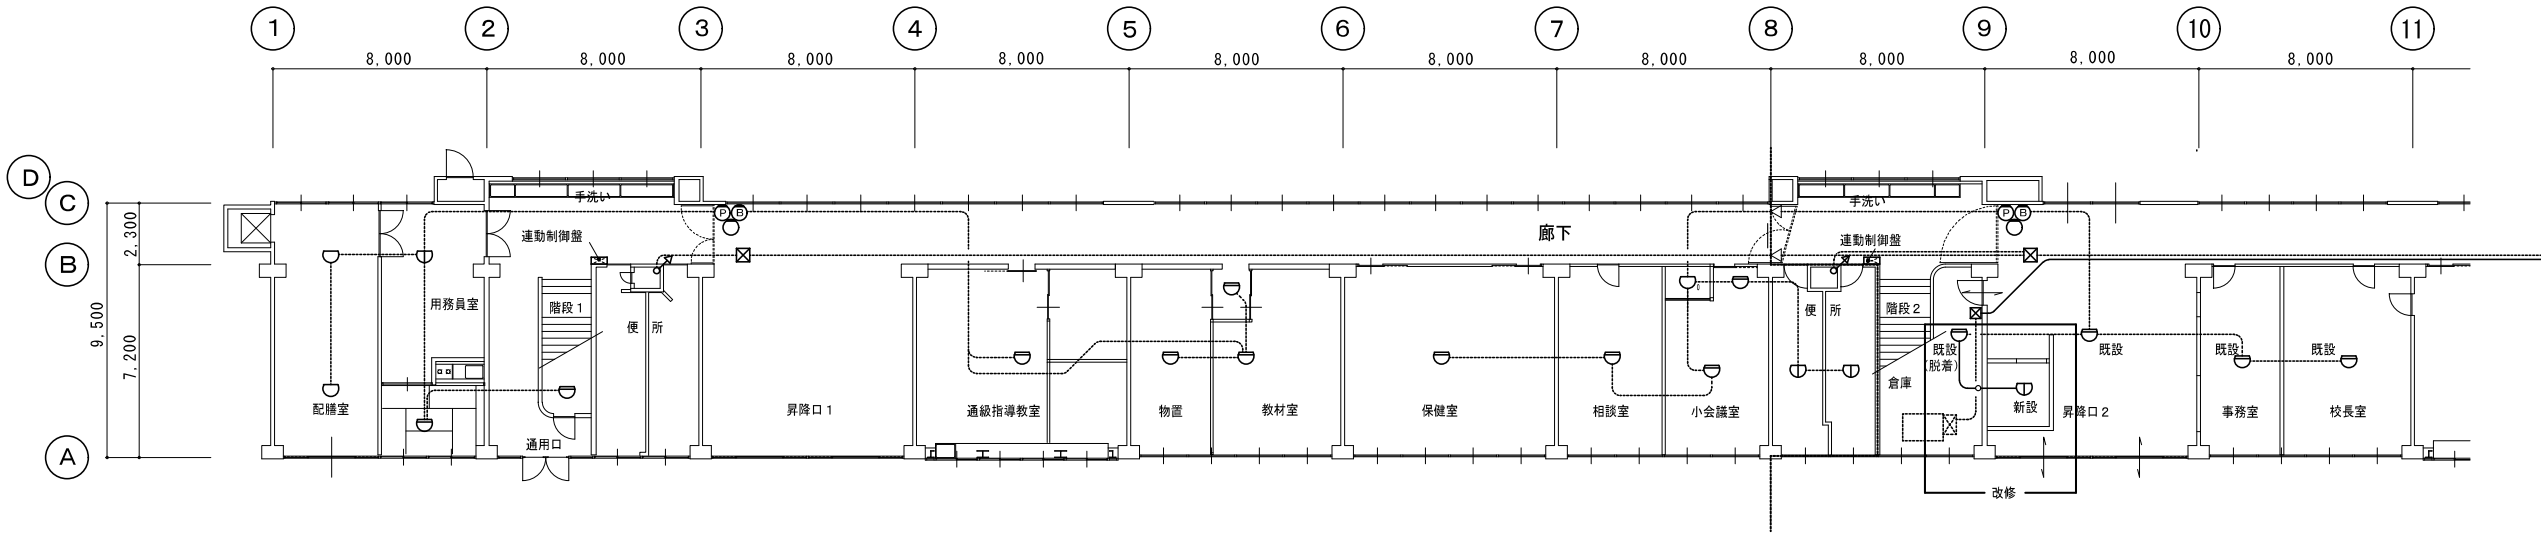 1 2 3 4 5 6 7 8 9 10 11
8,000 8,000 8,000 8,000 8,000 8,000 8,000 8,000 8,000 8,000
D
C
B
A
2,300
7,200
9,500
手洗い
手洗い
P B
P B
廊下
連動制御盤
連動制御盤
用務員室
階段1
便 所
便 所
階段2
既設
(脱着)
既設
既設
既設
倉庫
配膳室
昇降口1
通級指導教室
物置
教材室
保健室
相談室
小会議室
新設
昇降口2
事務室
校長室
通用口
改修